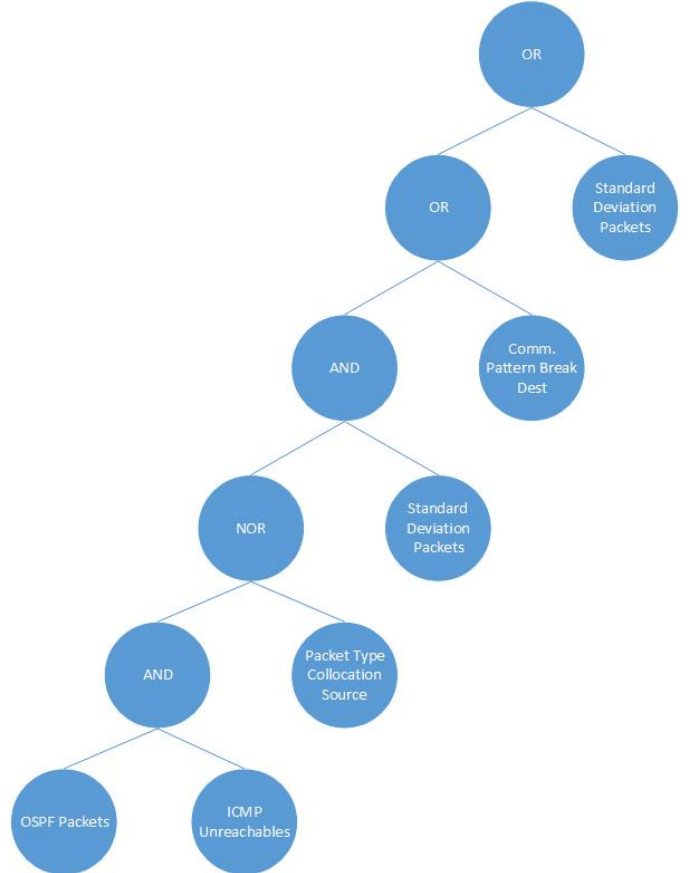 OR
OR
Standard
Deviation
Packets
AND
Comm.
Pattern Break
Dest
NOR
Standard
Deviation
Packets
AND
Packet Type
Collocation
Source
OSPF Packets
ICMP
Unreachables